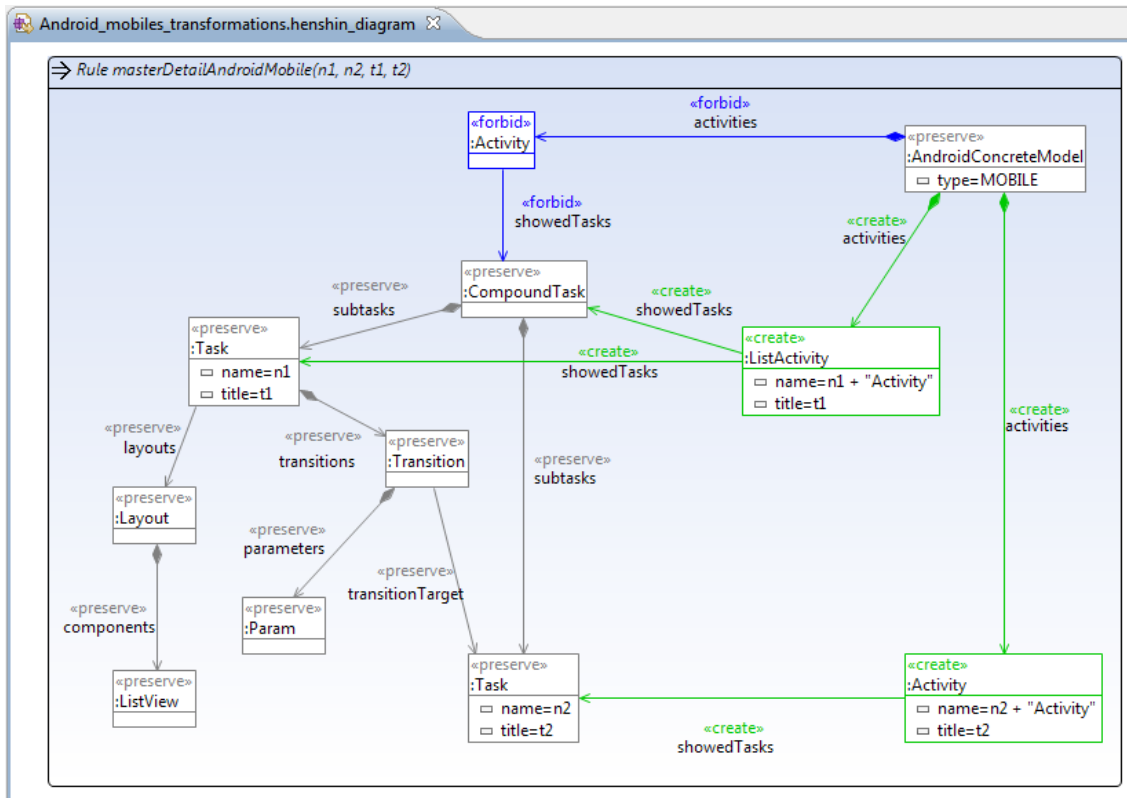 Android_mobiles_transformations.henshin_diagram
Rule masterDetailAndroidMobile(n1, n2, t1, t2)
«forbid»
activities
«forbid»
:Activity
«preserve»
:AndroidConcreteModel
type=MOBILE
«forbid»
showedTasks
«create»
activities
«preserve»
:CompoundTask
«preserve»
subtasks
«create»
showedTasks
«preserve»
:Task
name=n1
title=t1
«create»
showedTasks
«create»
:ListActivity
name=n1 + "Activity"
title=t1
«create»
activities
«preserve»
layouts
«preserve»
transitions
«preserve»
:Transition
«preserve»
subtasks
«preserve»
:Layout
«preserve»
parameters
«preserve»
transitionTarget
«preserve»
components
«preserve»
:Param
«preserve»
:ListView
«preserve»
:Task
name=n2
title=t2
«create»
:Activity
name=n2 + "Activity"
title=t2
«create»
showedTasks